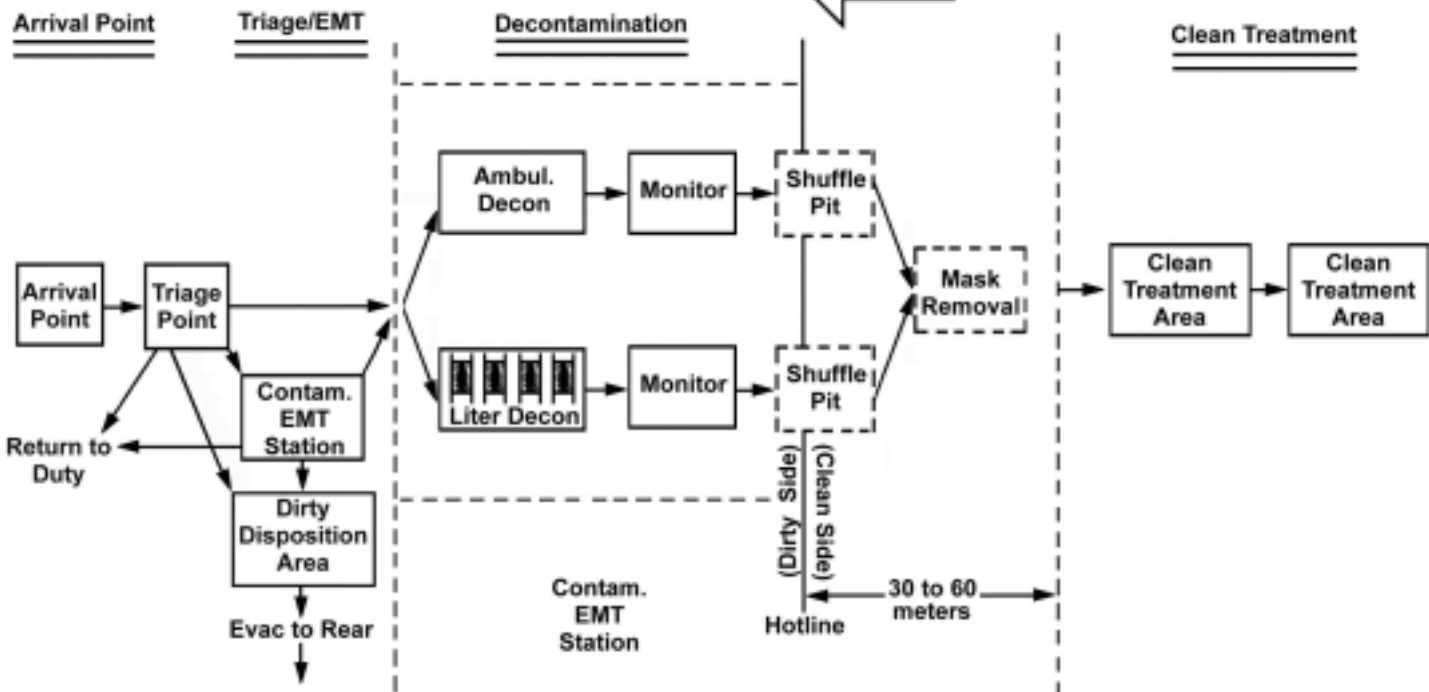 Arrival Point
Triage/EMT
Decontamination
Clean Treatment
Arrival
Point
Triage
Point
Contam.
EMT
Station
Return to
Duty
Dirty
Disposition
Area
Evac to Rear
Ambul.
Decon
Monitor
Shuffle
Pit
Liter Decon
Monitor
Shuffle
Pit
Mask
Removal
Clean
Treatment
Area
Clean
Treatment
Area
(Dirty Side)
(Clean Side)
Contam.
EMT
Station
Hotline
30 to 60
meters